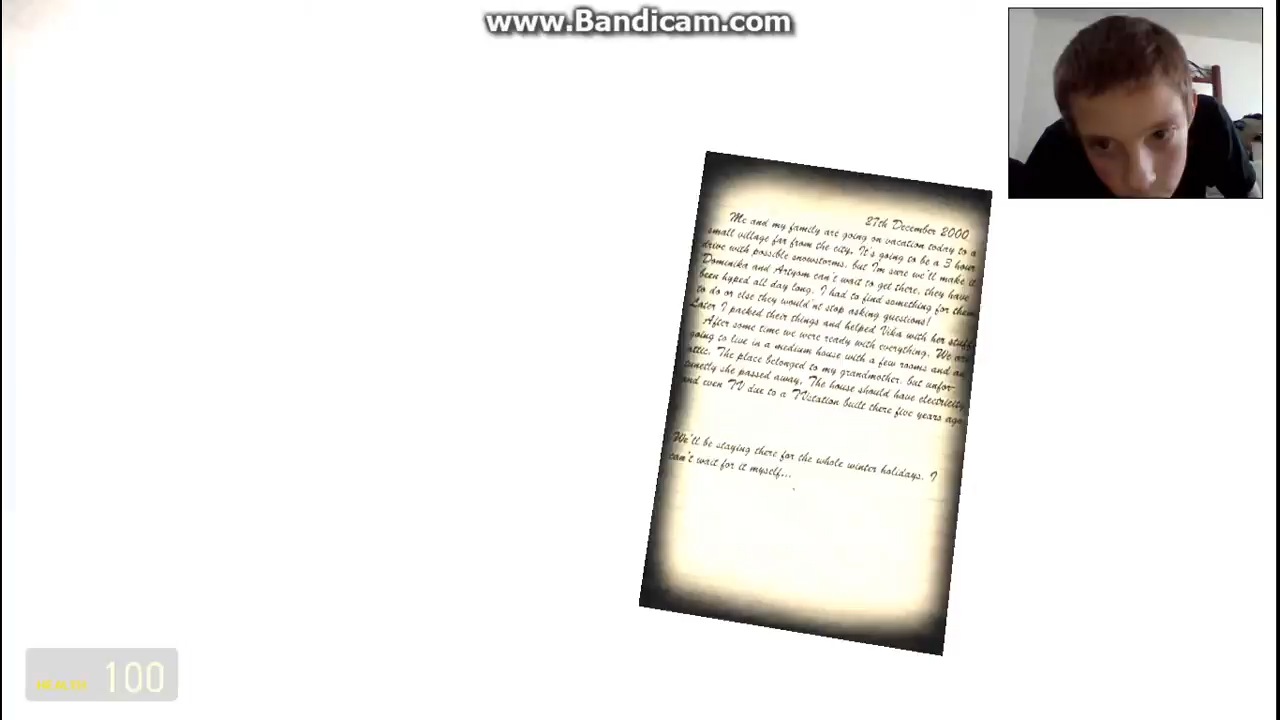 www.Bandicam.com
27th December 2000
Me and my family are going on vacation today to a
small village far from the city. It's going to be a 3 hour
drive with possible snowstorms, but I'm sure we'll make it
Dominika and Artyom can't wait to get there, they have
been hyped all day long. I had to find something for them
to do or else they would'nt stop asking questions!
Later I packed their things and helped Vika with her stuff
After some time we were ready with everything. We are
going to live in a medium house with a few rooms and an
attic. The place belonged to my grandmother, but unfor-
tunetly she passed away. The house should have electricity
and even TV due to a TVstation built there five years ago
We'll be staying there for the whole winter holidays. I
can't wait for it myself...
HEALTH 100